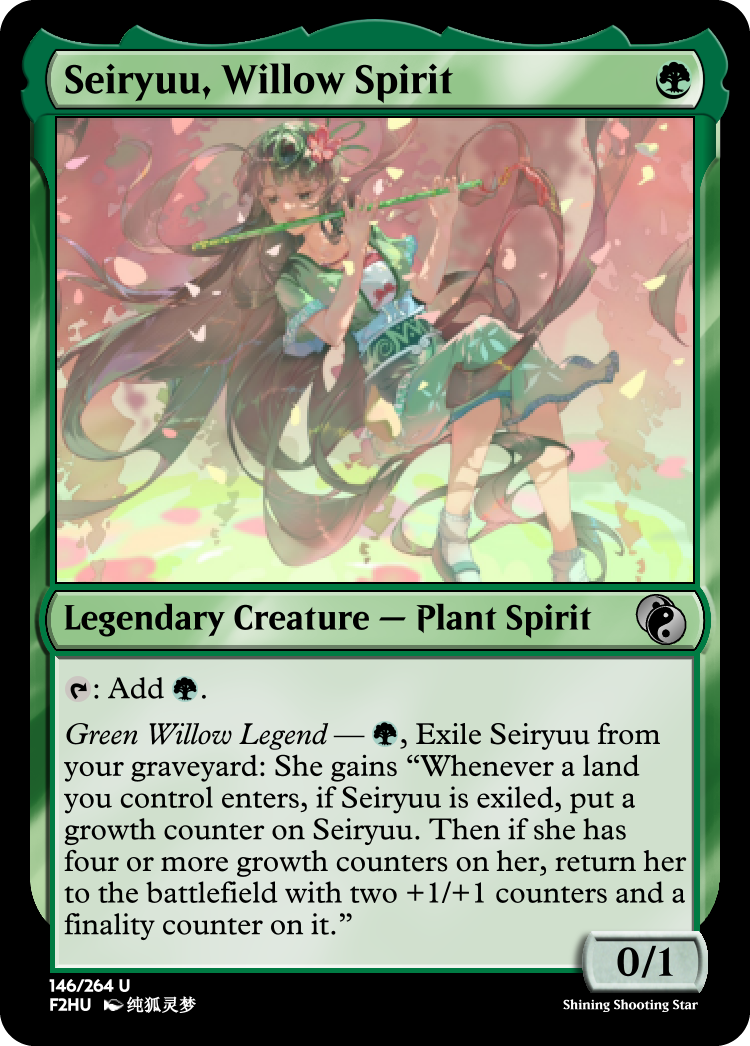 Seiryuu, Willow Spirit
Legendary Creature — Plant Spirit
: Add .
Green Willow Legend — , Exile Seiryuu from
your graveyard: She gains “Whenever a land
you control enters, if Seiryuu is exiled, put a
growth counter on Seiryuu. Then if she has
four or more growth counters on her, return her
to the battlefield with two +1/+1 counters and a
finality counter on it.”
0/1
146/264 U
F2HU 纯狐灵梦
Shining Shooting Star